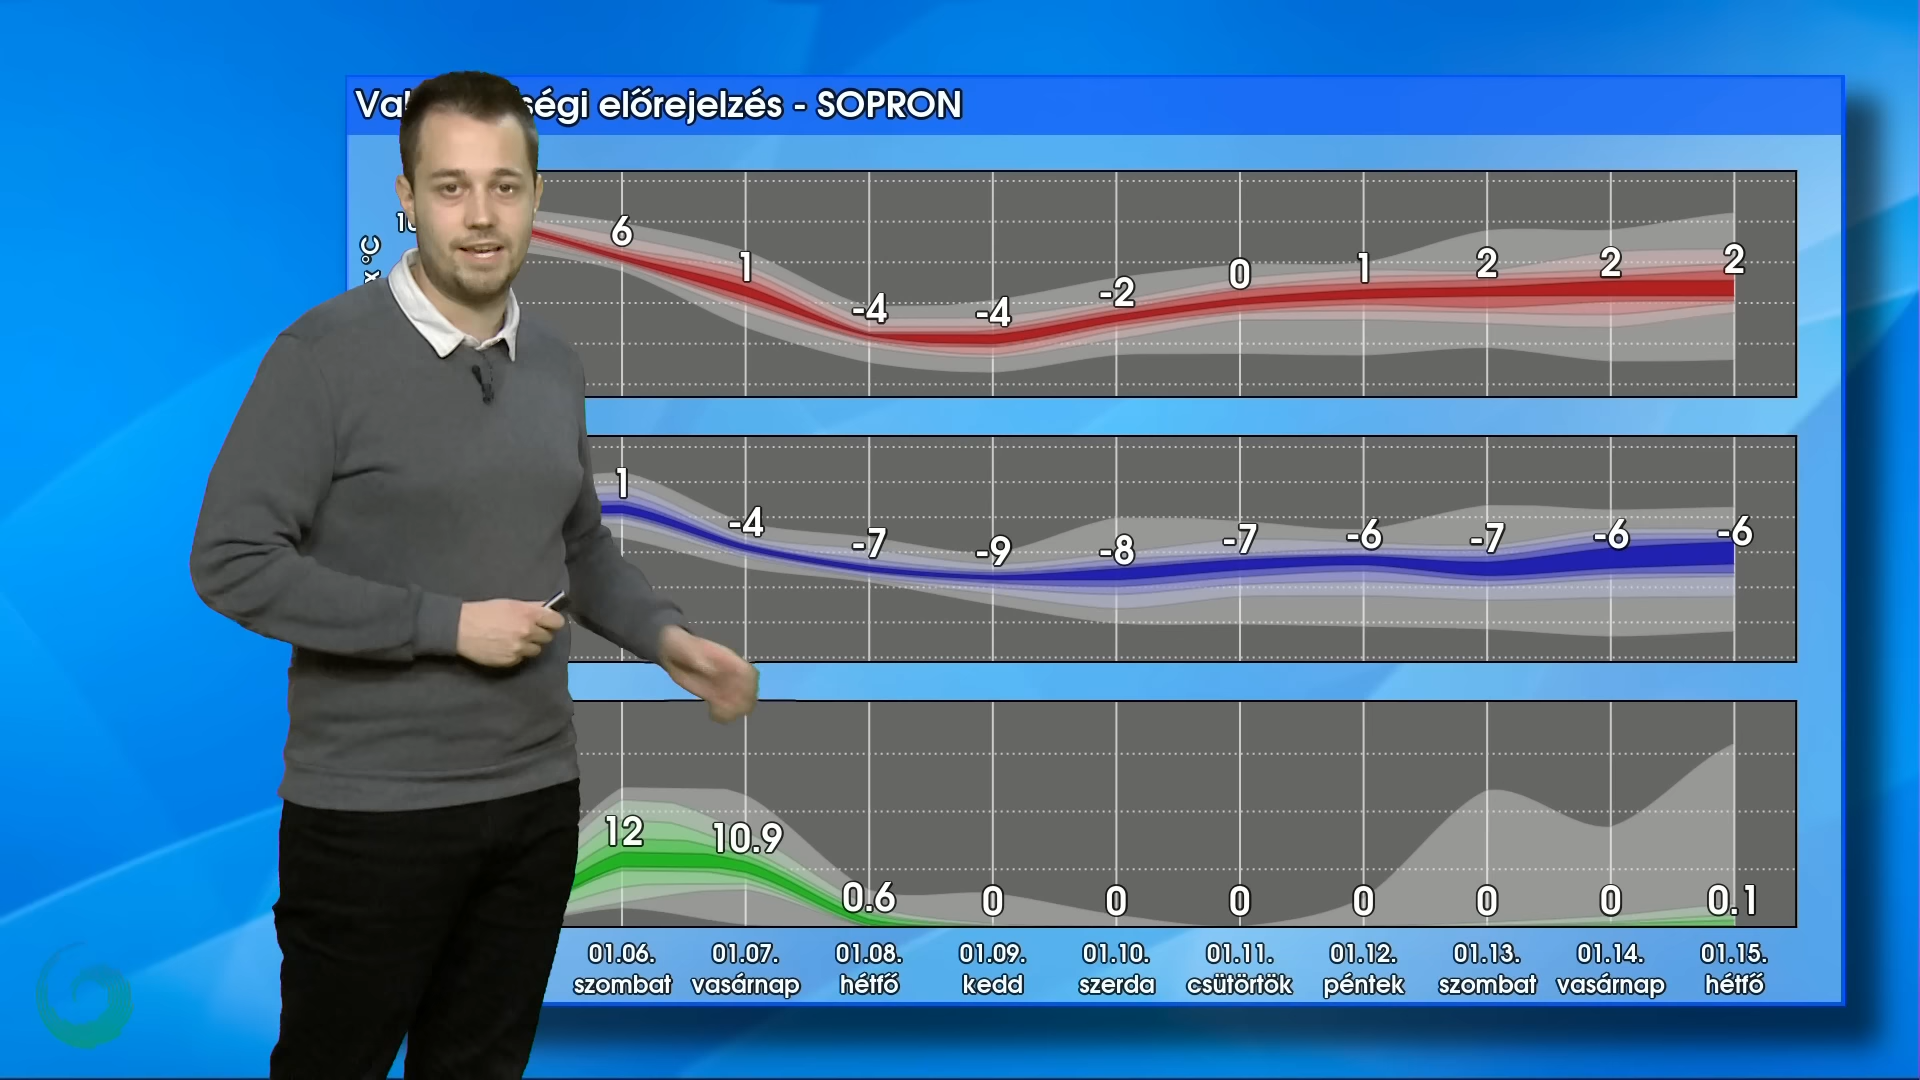 előrejelzés - SOPRON
6 1 -4 -4 -2 0 1 2 2 2
1 -4 -7 -9 -8 -7 -6 -7 -6 -6
12 10.9 0.6 0 0 0 0 0 0 0.1
01.06. 01.07. 01.08. 01.09. 01.10. 01.11. 01.12. 01.13. 01.14. 01.15.
szombat vasárnap hétfő kedd szerda csütörtök péntek szombat vasárnap hétfő